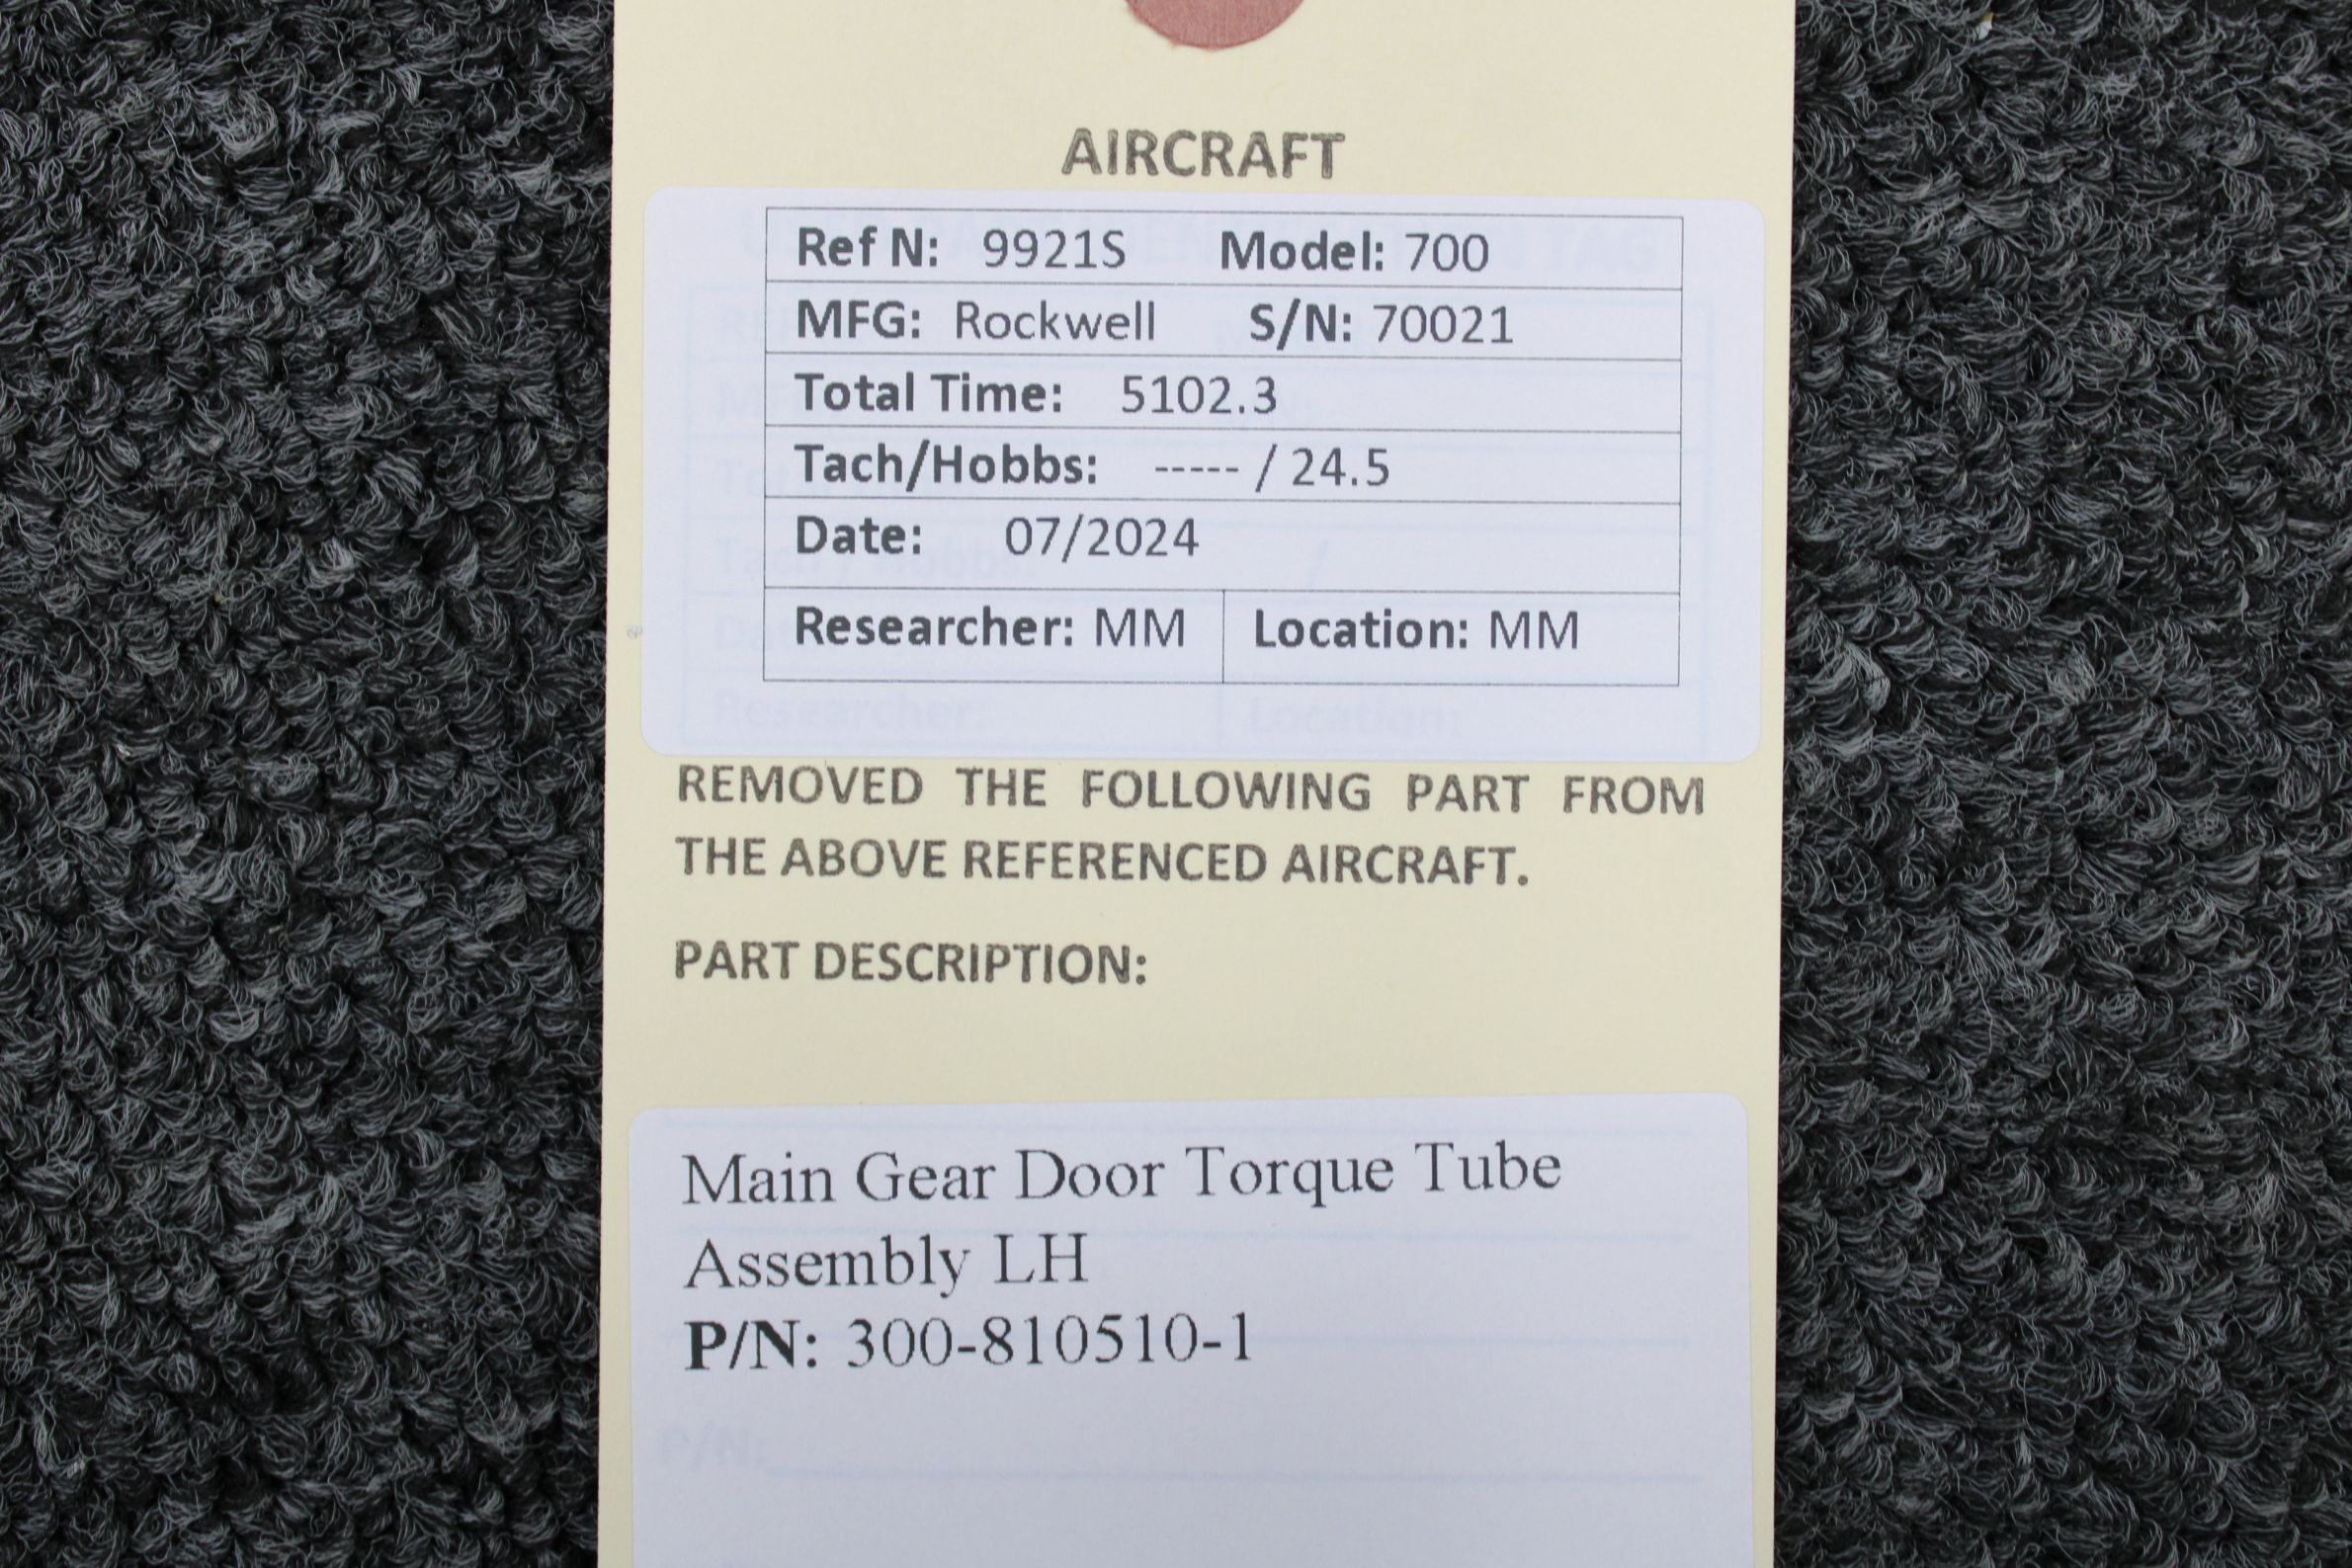 AIRCRAFT
Ref N: 9921S Model: 700
MFG: Rockwell S/N: 70021
Total Time: 5102.3
Tach/Hobbs: ----- / 24.5
Date: 07/2024
Researcher: MM Location: MM
REMOVED THE FOLLOWING PART FROM
THE ABOVE REFERENCED AIRCRAFT.
PART DESCRIPTION:
Main Gear Door Torque Tube
Assembly LH
P/N: 300-810510-1
P/N: